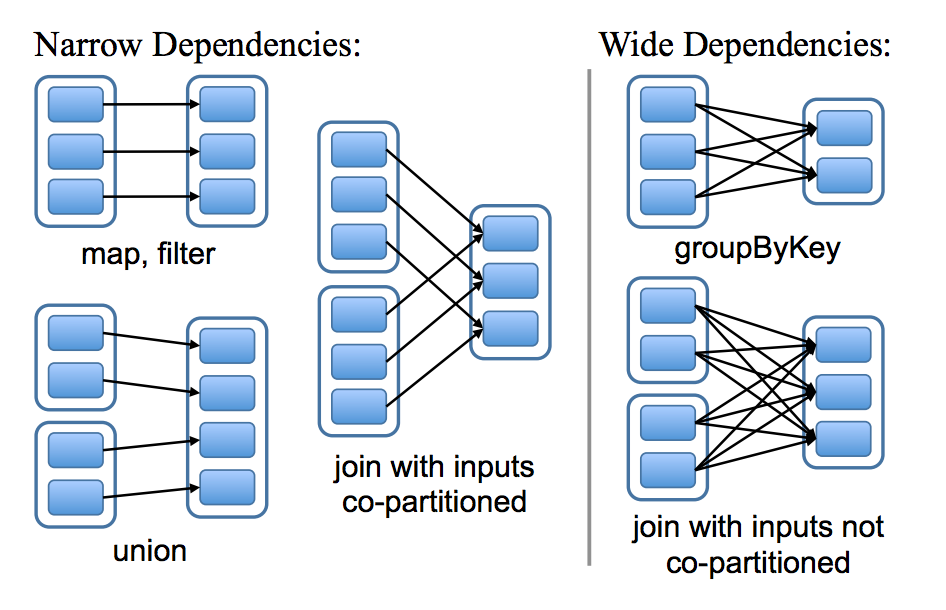 Narrow Dependencies:
map, filter
union
join with inputs
co-partitioned
Wide Dependencies:
groupByKey
join with inputs not
co-partitioned